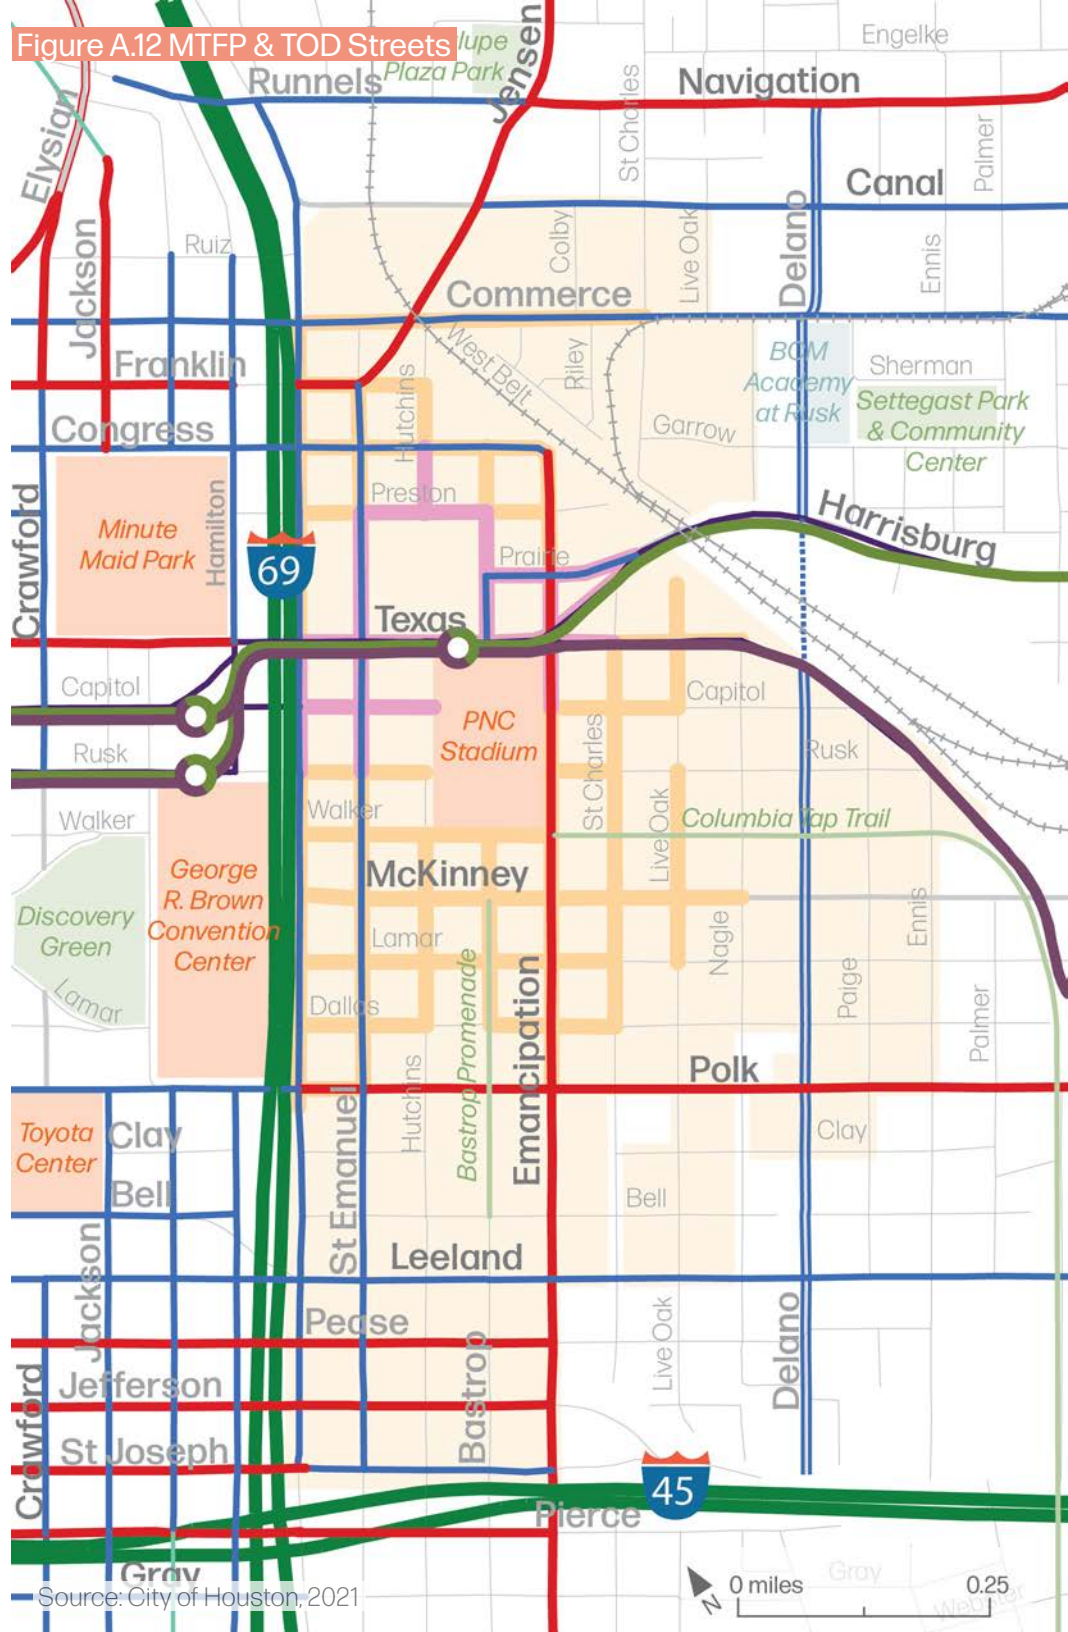 Figure A.12 MTFP & TOD Streets
lupe
Plaza Park
Jensen
Engelke
Runnels
Navigation
St Charles
Elysian
Palmer
Canal
Jackson
Ruiz
Colby
Live Oak
Delano
Ennis
Commerce
Franklin
West Belt
Riley
BCM
Academy
at Rusk
Sherman
Settegast Park
& Community
Center
Hutchins
Congress
Garrow
Crawford
Minute
Maid Park
Hamilton
Preston
Harrisburg
69
Prairie
Texas
Capitol
Capitol
PNC
Stadium
Rusk
St Charles
Rusk
Walker
Walker
Live Oak
Columbia Tap Trail
George
R. Brown
Convention
Center
McKinney
Discovery
Green
Lamar
Lamar
Nagle
Ennis
Dallas
Bastrop Promenade
Emancipation
Paige
Palmer
Polk
Hutchins
St Emanuel
Toyota
Center
Clay
Clay
Bell
Bell
Jackson
Leeland
Pease
Live Oak
Delano
Bastrop
Jefferson
Crawford
St Joseph
45
Pierce
Gray
Gray
Source: City of Houston, 2021
N
0 miles
0.25
Webster